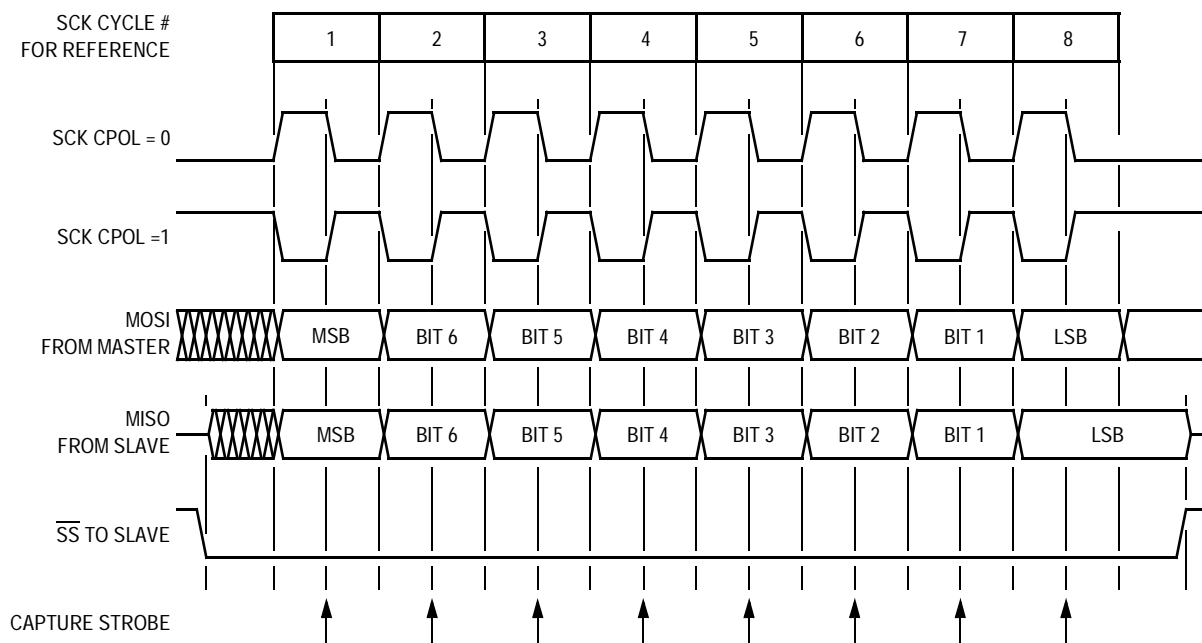 SCK CYCLE #
FOR REFERENCE
1 2 3 4 5 6 7 8
SCK CPOL = 0
SCK CPOL =1
MOSI
FROM MASTER
MSB BIT 6 BIT 5 BIT 4 BIT 3 BIT 2 BIT 1 LSB
MISO
FROM SLAVE
MSB BIT 6 BIT 5 BIT 4 BIT 3 BIT 2 BIT 1 LSB
SS TO SLAVE
CAPTURE STROBE